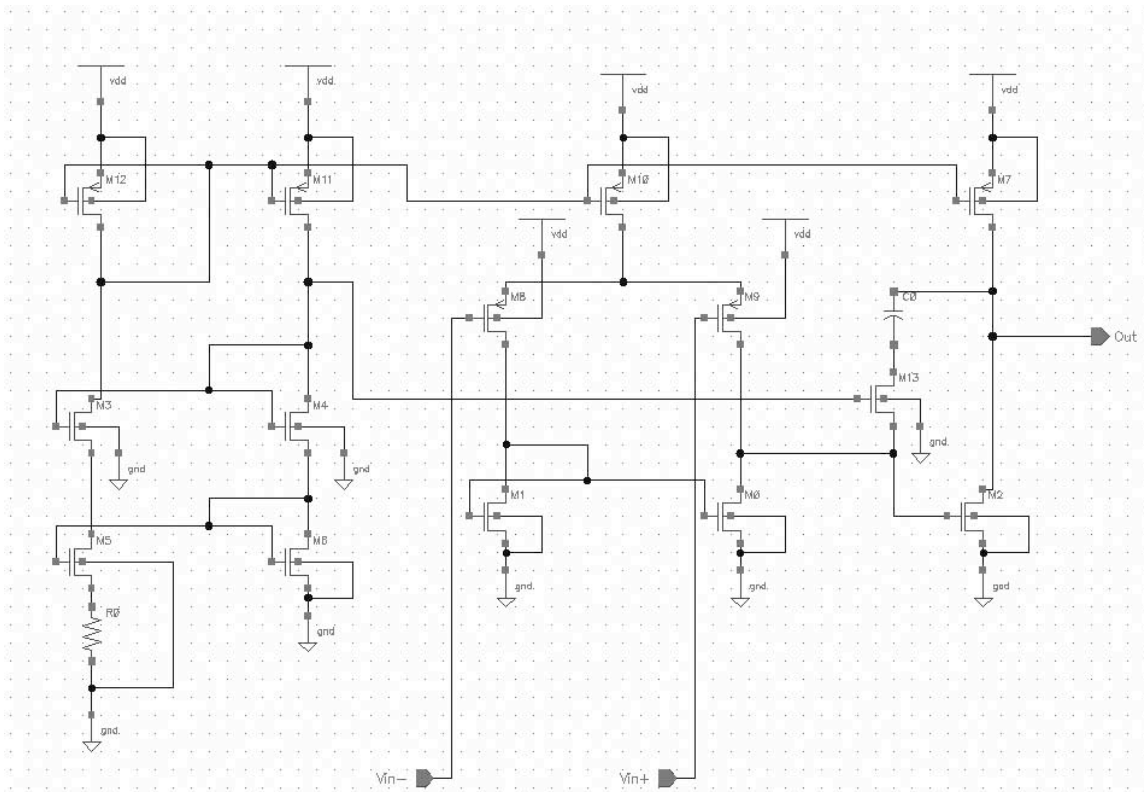 vdd
vdd.
vdd
vdd
M12
M11
M10
M7
vdd
vdd
M8
M9
C0
Out
M13
M3
M4
gnd
gnd
gnd.
M1
M0
M2
M5
M6
gnd.
gnd.
gnd
R0
gnd
gnd.
Vin-
Vin+